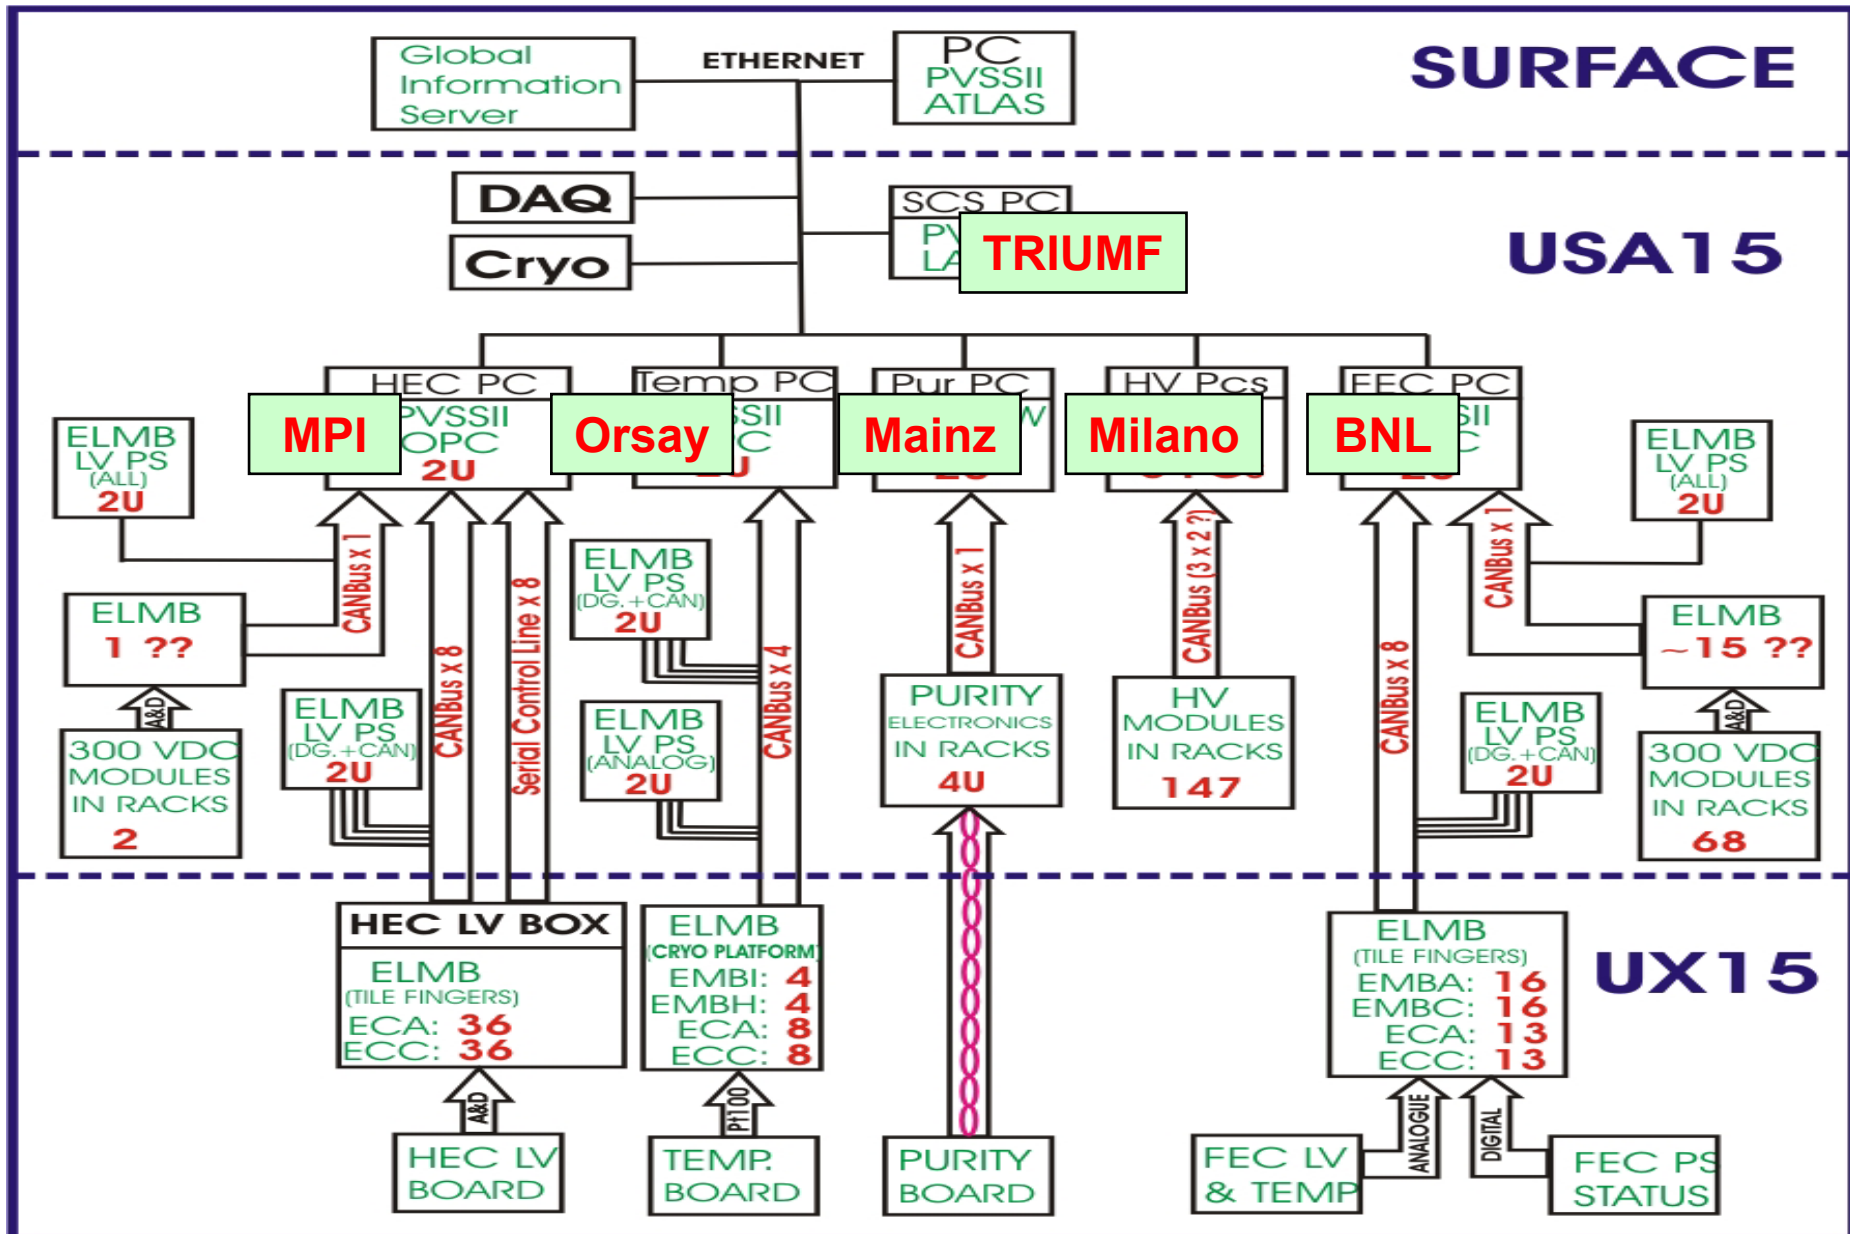 Global
Information
Server
ETHERNET
PC
PVSSII
ATLAS
SURFACE
DAQ
Cryo
SCS PC
TRIUMF
USA15
HEC PC
PVSSII
OPC
2U
MPI
Temp PC
Orsay
Pur PC
Mainz
HV Pcs
Milano
FEC PC
BNL
ELMB
LV PS
(ALL)
2U
ELMB
LV PS
(ALL)
2U
CANBus x 1
ELMB
1 ??
A&D
300 VDC
MODULES
IN RACKS
2
ELMB
LV PS
(DG.+CAN)
2U
CANBus x 8
Serial Control Line x 8
ELMB
LV PS
(DG.+CAN)
2U
ELMB
LV PS
(ANALOG)
2U
CANBus x 4
CANBus x 1
PURITY
ELECTRONICS
IN RACKS
4U
CANBus (3 x 2 ?)
HV
MODULES
IN RACKS
147
CANBus x 8
CANBus x 1
ELMB
~15 ??
A&D
ELMB
LV PS
(DG.+CAN)
2U
300 VDC
MODULES
IN RACKS
68
UX15
HEC LV BOX
ELMB
(TILE FINGERS)
ECA: 36
ECC: 36
A&D
HEC LV
BOARD
ELMB
(CRYO PLATFORM)
EMBI: 4
EMBH: 4
ECA: 8
ECC: 8
Pt100
TEMP.
BOARD
PURITY
BOARD
ELMB
(TILE FINGERS)
EMBA: 16
EMBC: 16
ECA: 13
ECC: 13
ANALOGUE
DIGITAL
FEC LV
& TEMP
FEC PS
STATUS